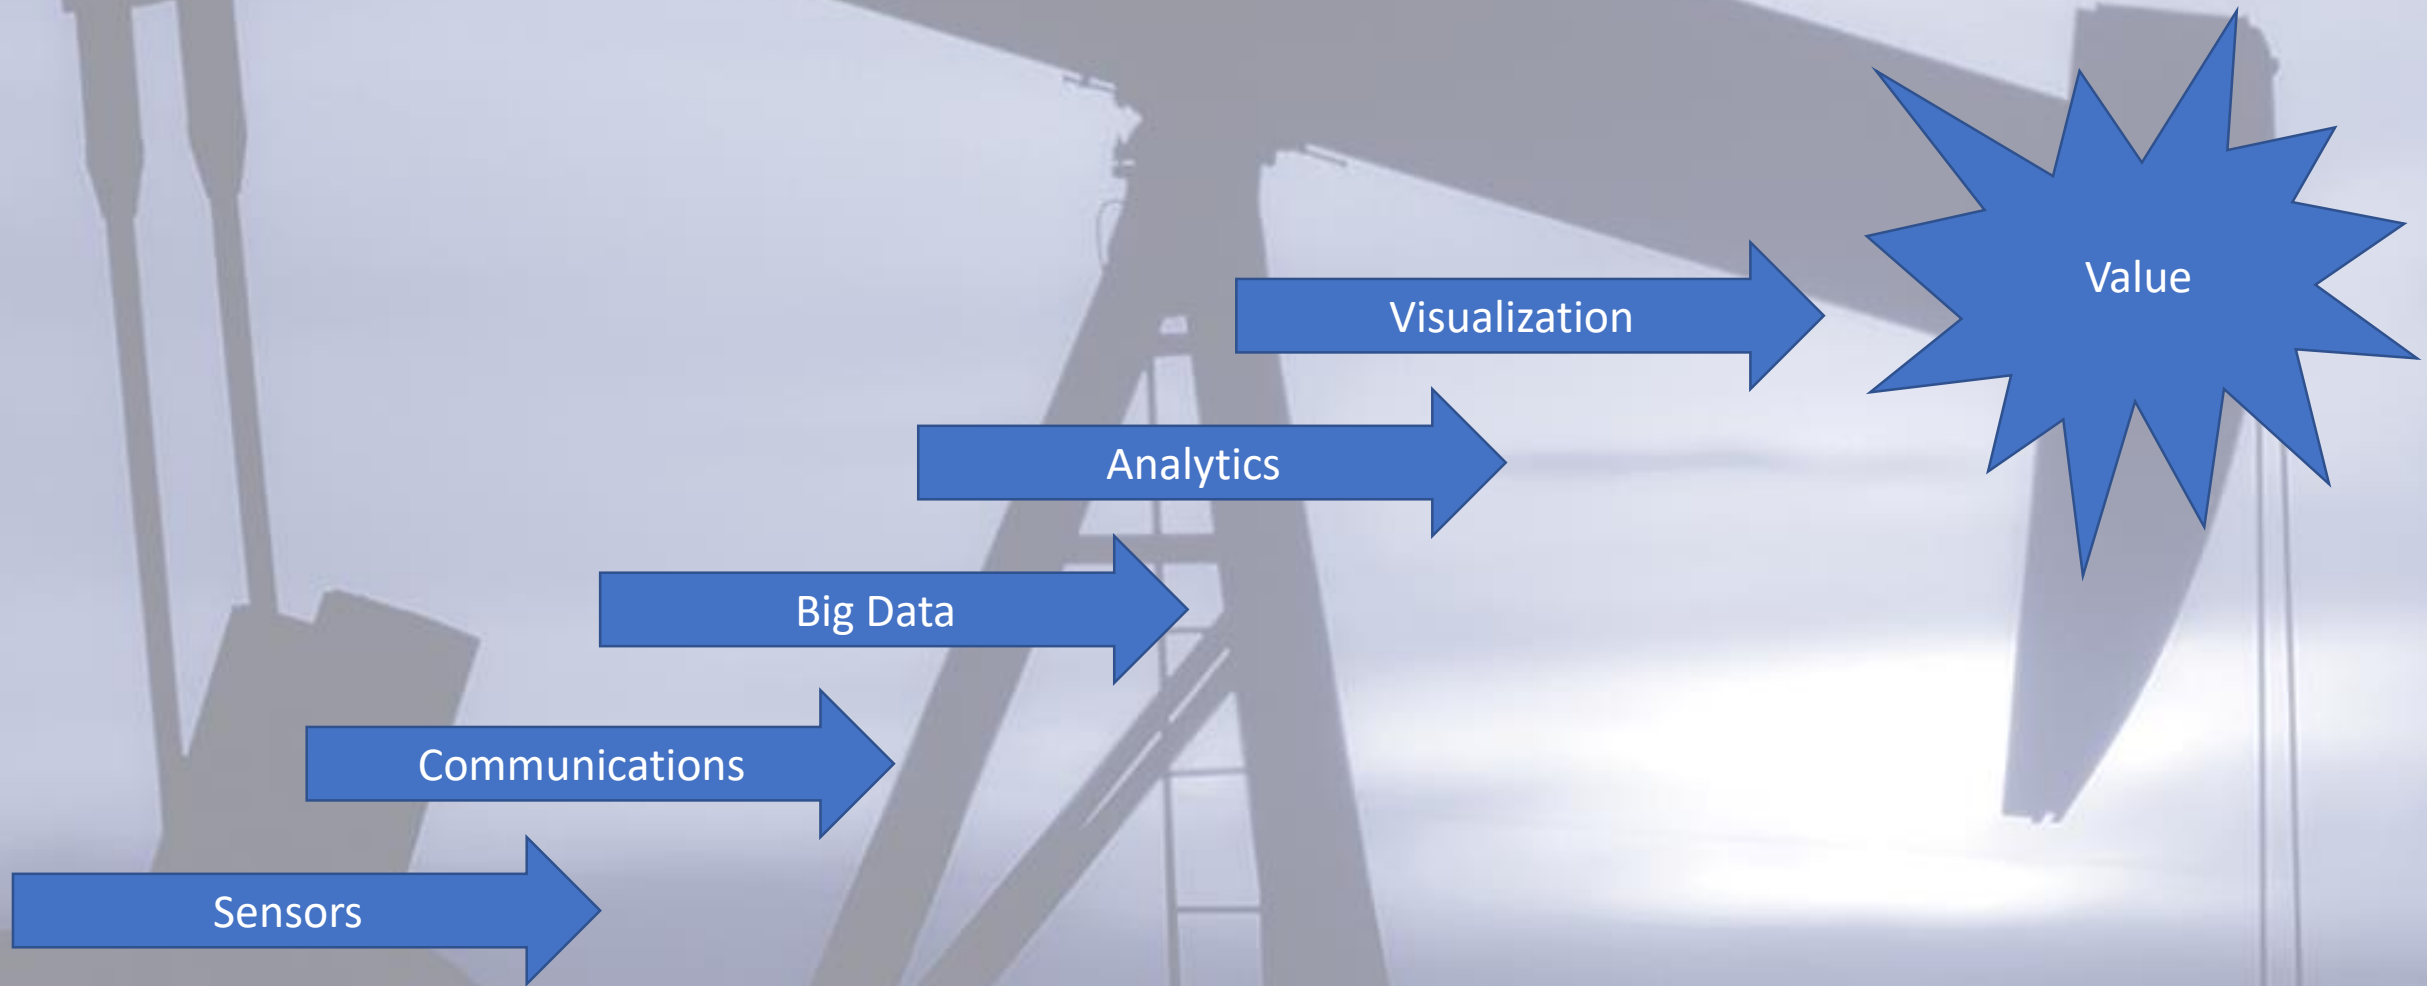 Value
Visualization
Analytics
Big Data
Communications
Sensors